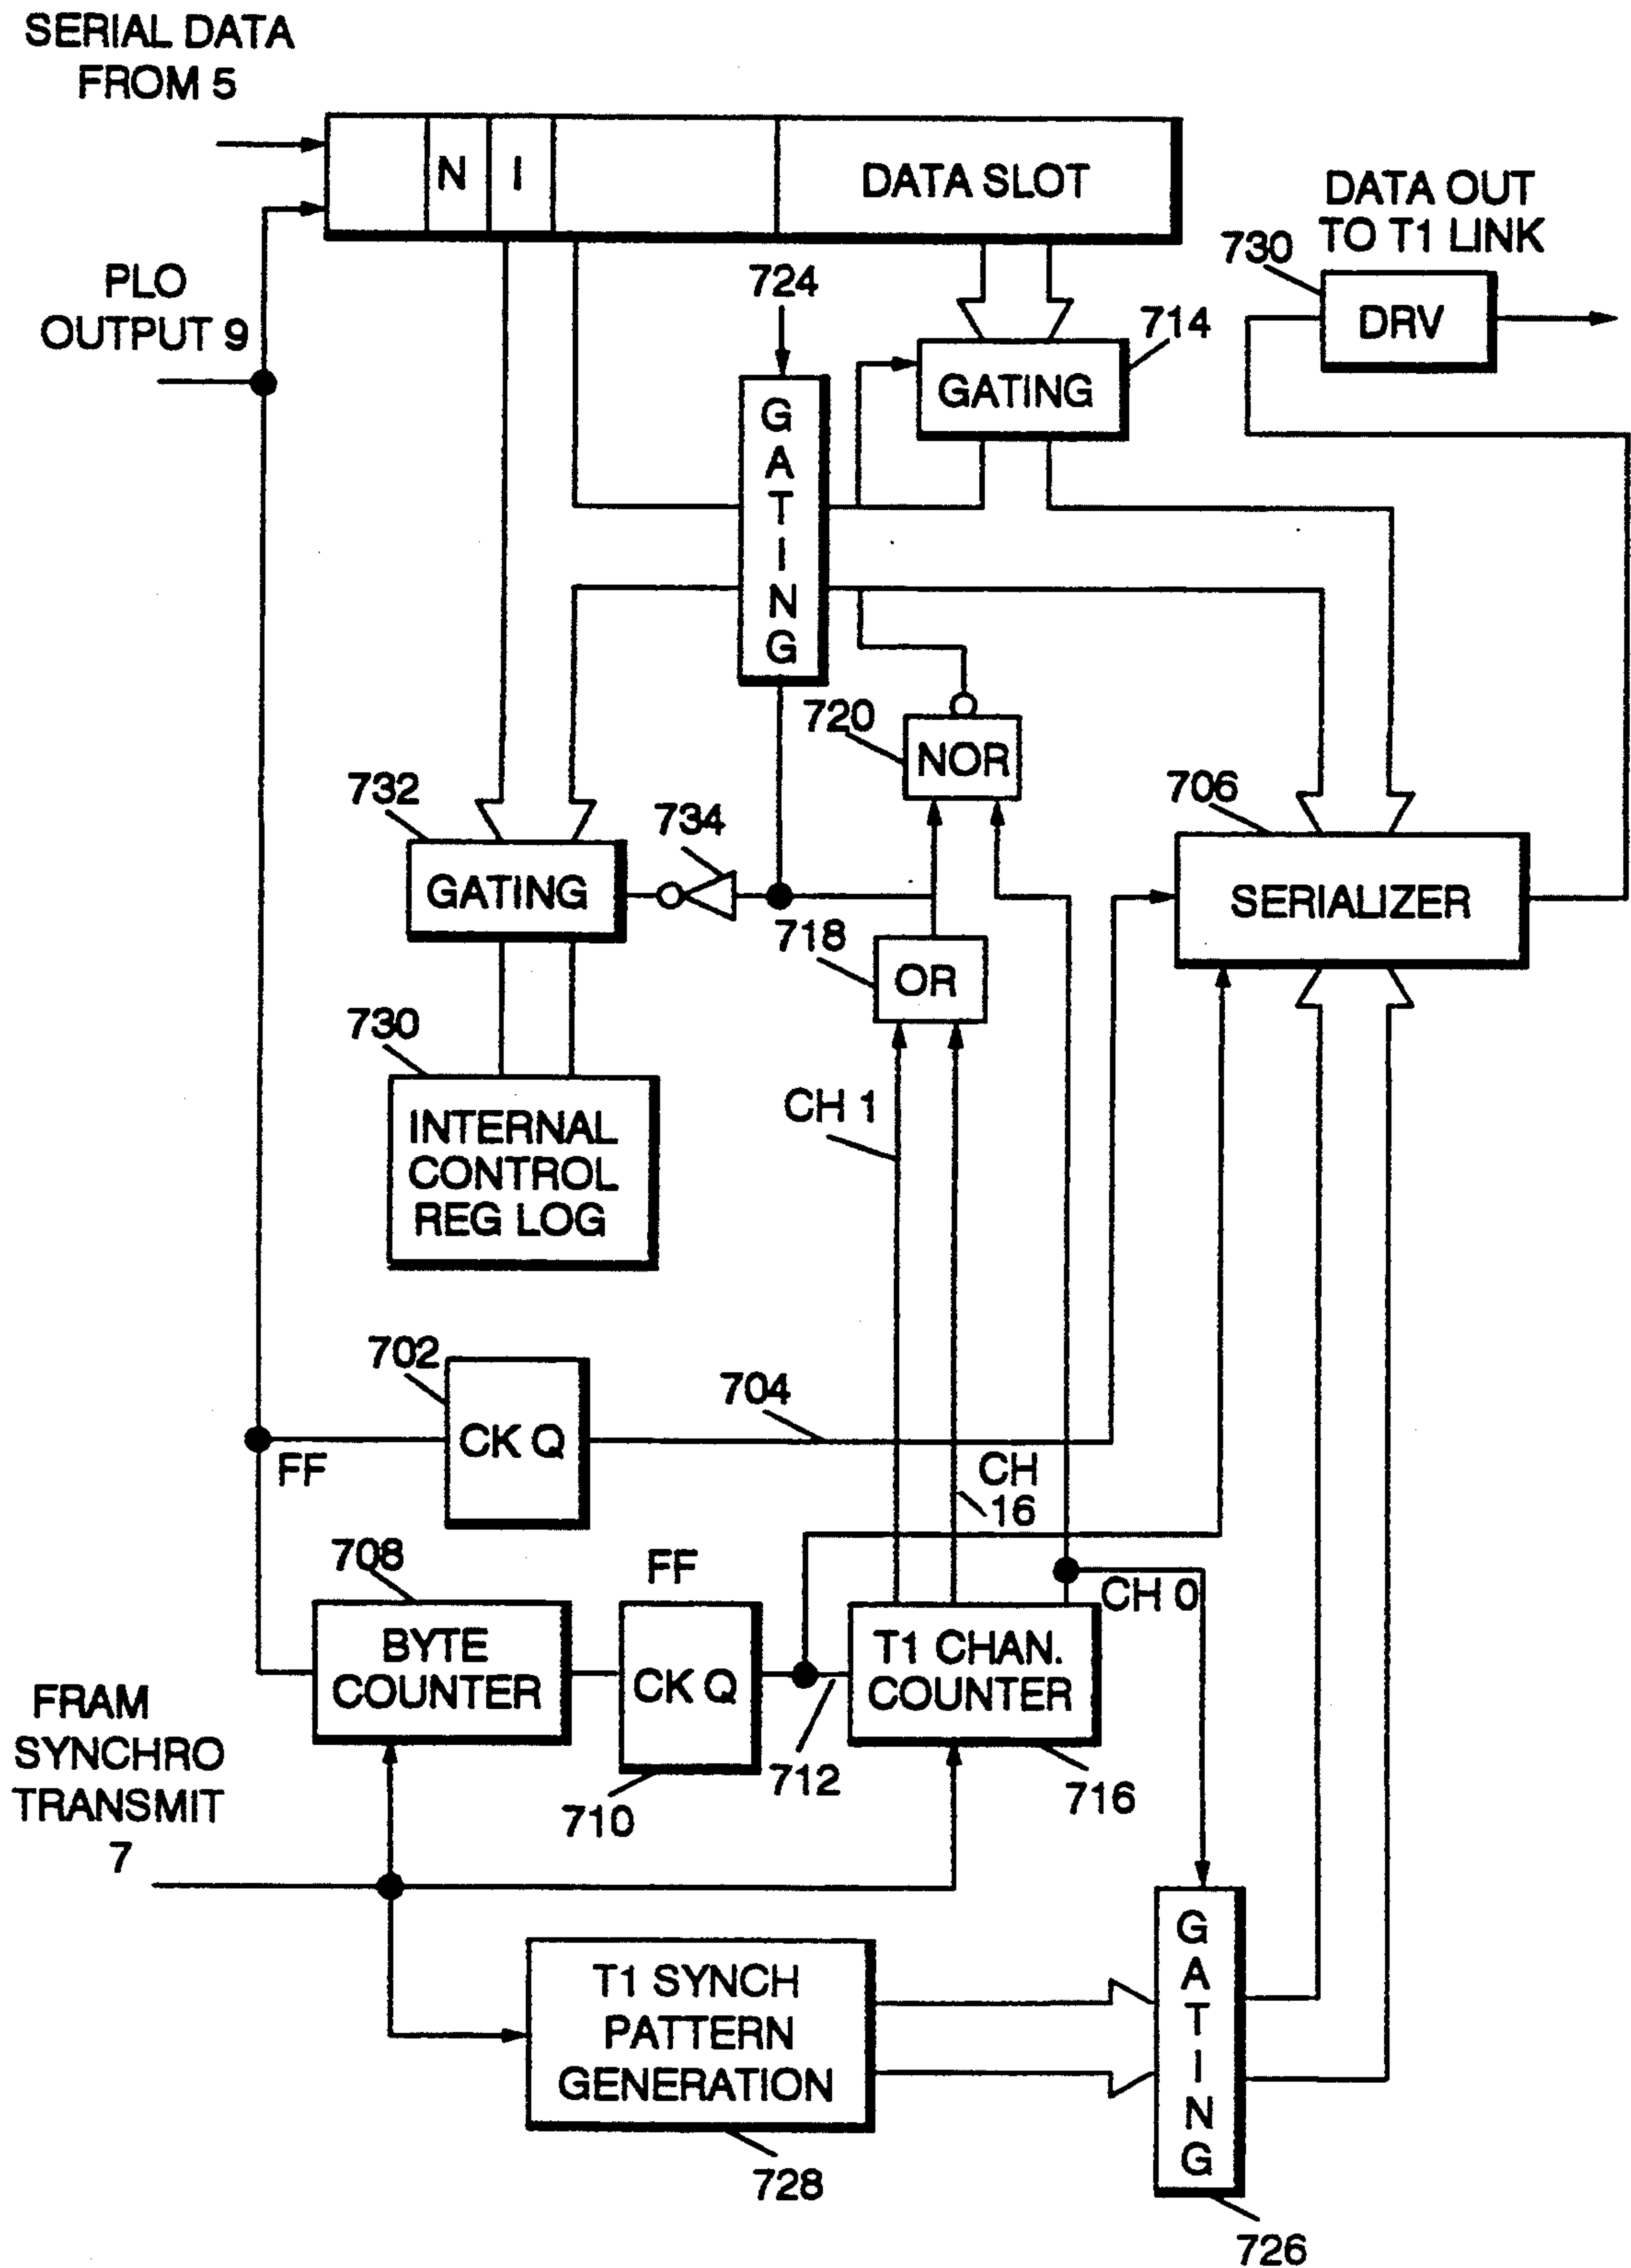 SERIAL DATA
FROM 5
N
I
DATA SLOT
DATA OUT
TO T1 LINK
730
DRV
PLO
OUTPUT 9
724
714
GATING
GATING
720
NOR
732
734
706
GATING
718
SERIALIZER
OR
730
INTERNAL
CONTROL
REG LOG
CH 1
702
704
CK Q
FF
CH
16
708
FF
CH 0
BYTE
COUNTER
CK Q
T1 CHAN.
COUNTER
FRAM
SYNCHRO
TRANSMIT
7
712
716
710
GATING
T1 SYNCH
PATTERN
GENERATION
728
726